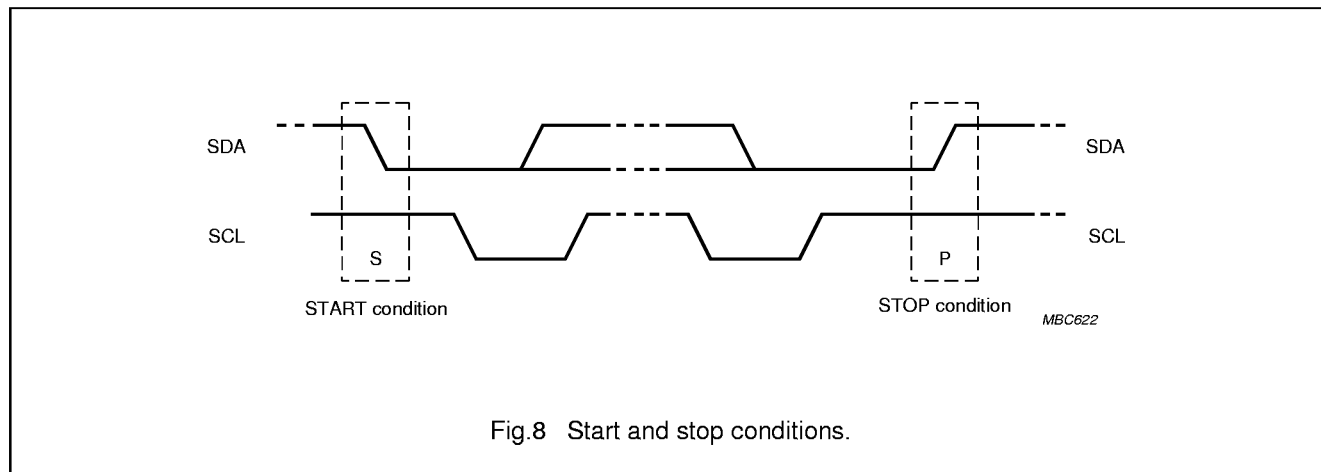 SDA
SDA
SCL
SCL
S
P
START condition
STOP condition
MBC622
Fig.8 Start and stop conditions.